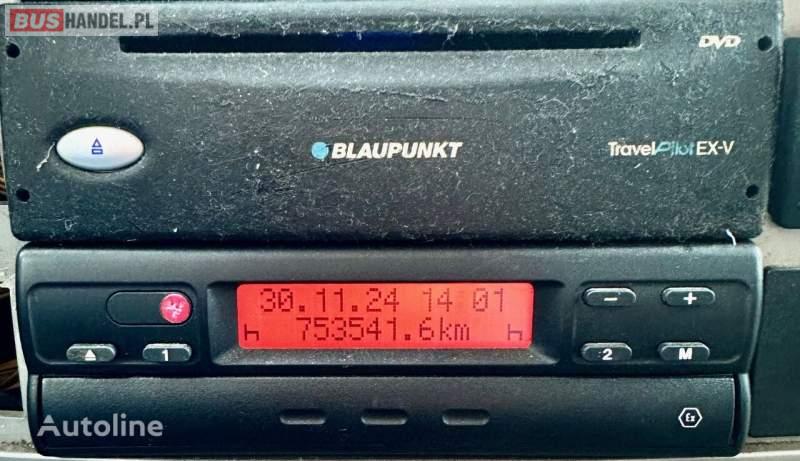 BUSHANDEL.PL
DVD
BLAUPUNKT
TravelPilot EX-V
30.11.24 14 01
753541.6km
1
2
M
Ex
Autoline